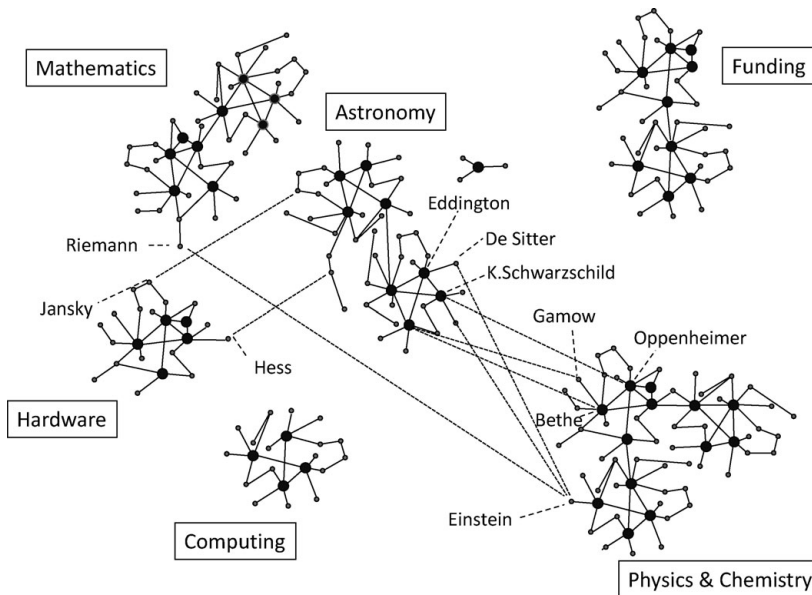 Mathematics
Funding
Astronomy
Eddington
De Sitter
Riemann
K.Schwarzschild
Jansky
Gamow
Oppenheimer
Hess
Hardware
Bethe
Einstein
Computing
Physics & Chemistry